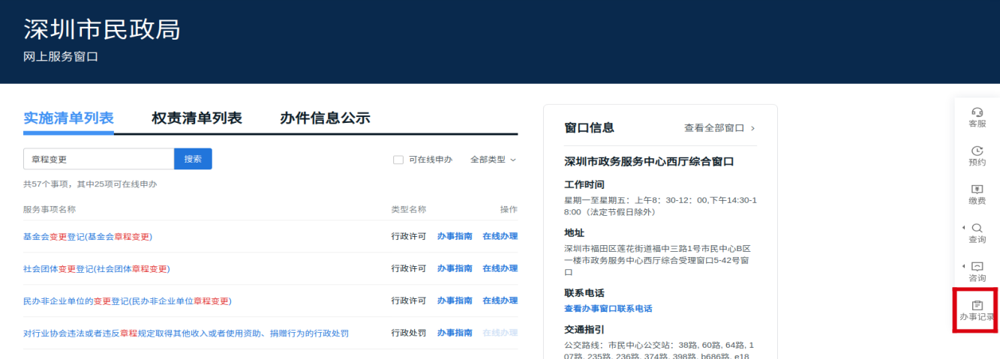 深圳市民政局
网上服务窗口
实施清单列表 权责清单列表 办件信息公示
章程变更 搜索 可在线申办 全部类型
共57个事项，其中25项可在线申办
服务事项名称 类型名称 操作
基金会变更登记(基金会章程变更) 行政许可 办事指南 在线办理
社会团体变更登记(社会团体章程变更) 行政许可 办事指南 在线办理
民办非企业单位的变更登记(民办非企业单位章程变更) 行政许可 办事指南 在线办理
对行业协会违法或者违反章程规定取得其他收入或者使用资助、捐赠行为的行政处罚 行政处罚 办事指南 在线办理
窗口信息 查看全部窗口
深圳市政务服务中心西厅综合窗口
工作时间
星期一至星期五：上午8：30-12：00,下午14:30-1
8:00（法定节假日除外）
地址
深圳市福田区莲花街道福中三路1号市民中心B区
一楼市政务服务中心西厅综合受理窗口5-42号窗
口
联系电话
查看办事窗口联系电话
交通指引
公交路线：市民中心公交站：38路, 60路, 64路, 1
07路, 235路, 236路, 374路, 398路, b686路, e18
客服
预约
缴费
查询
咨询
办事记录